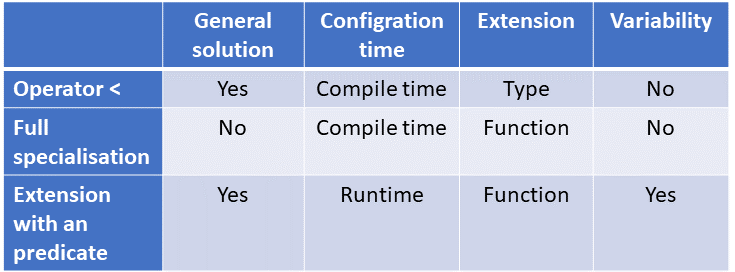 General solution Configration time Extension Variability
Operator < Yes Compile time Type No
Full specialisation No Compile time Function No
Extension with an predicate Yes Runtime Function Yes